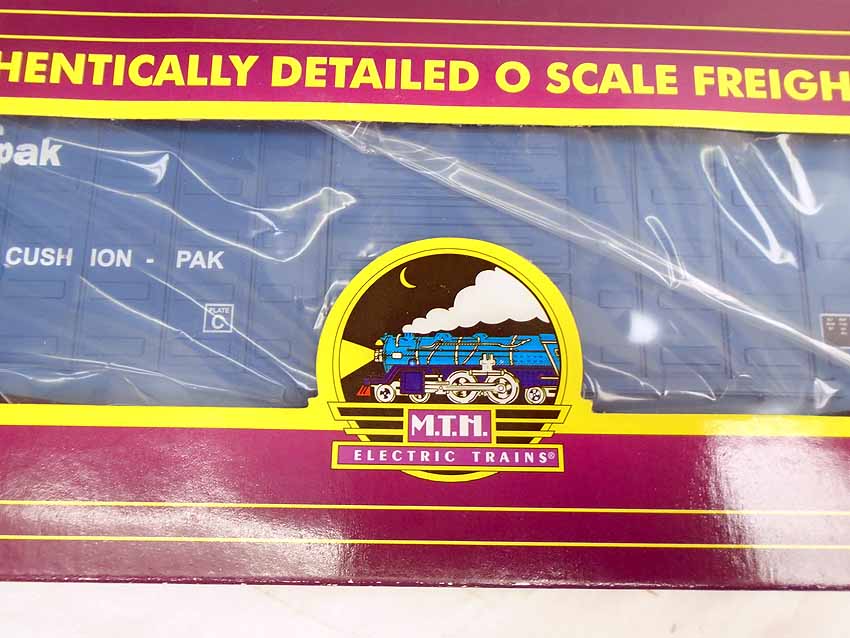 HENTICALLY DETAILED O SCALE FREIGH
pak
CUSH ION - PAK
PLATE
C
M.T.H.
ELECTRIC TRAINS®